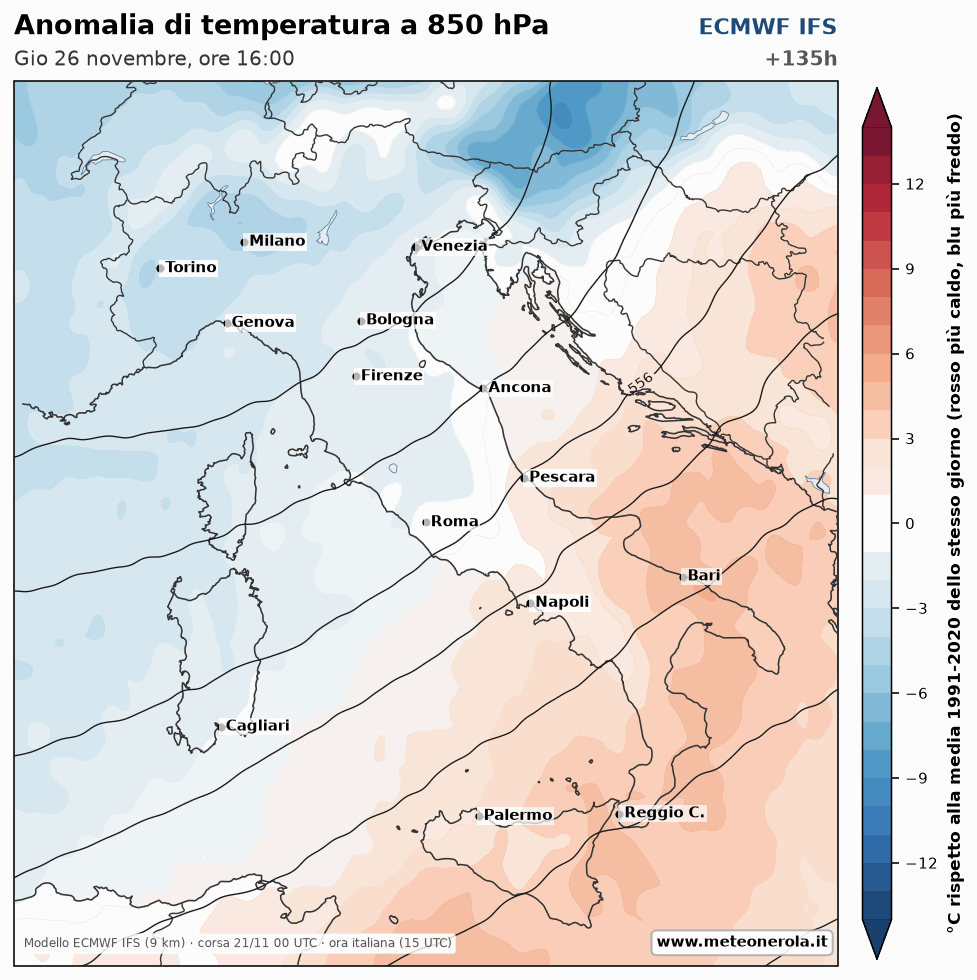 Anomalia di temperatura a 850 hPa
ECMWF IFS
Gio 26 novembre, ore 16:00
+135h
Milano
Venezia
Torino
Genova
Bologna
Firenze
Ancona
556
Pescara
Roma
Bari
Napoli
Cagliari
Palermo
Reggio C.
12
9
6
3
0
−3
−6
−9
−12
°C rispetto alla media 1991-2020 dello stesso giorno (rosso più caldo, blu più freddo)
Modello ECMWF IFS (9 km) · corsa 21/11 00 UTC · ora italiana (15 UTC)
www.meteonerola.it